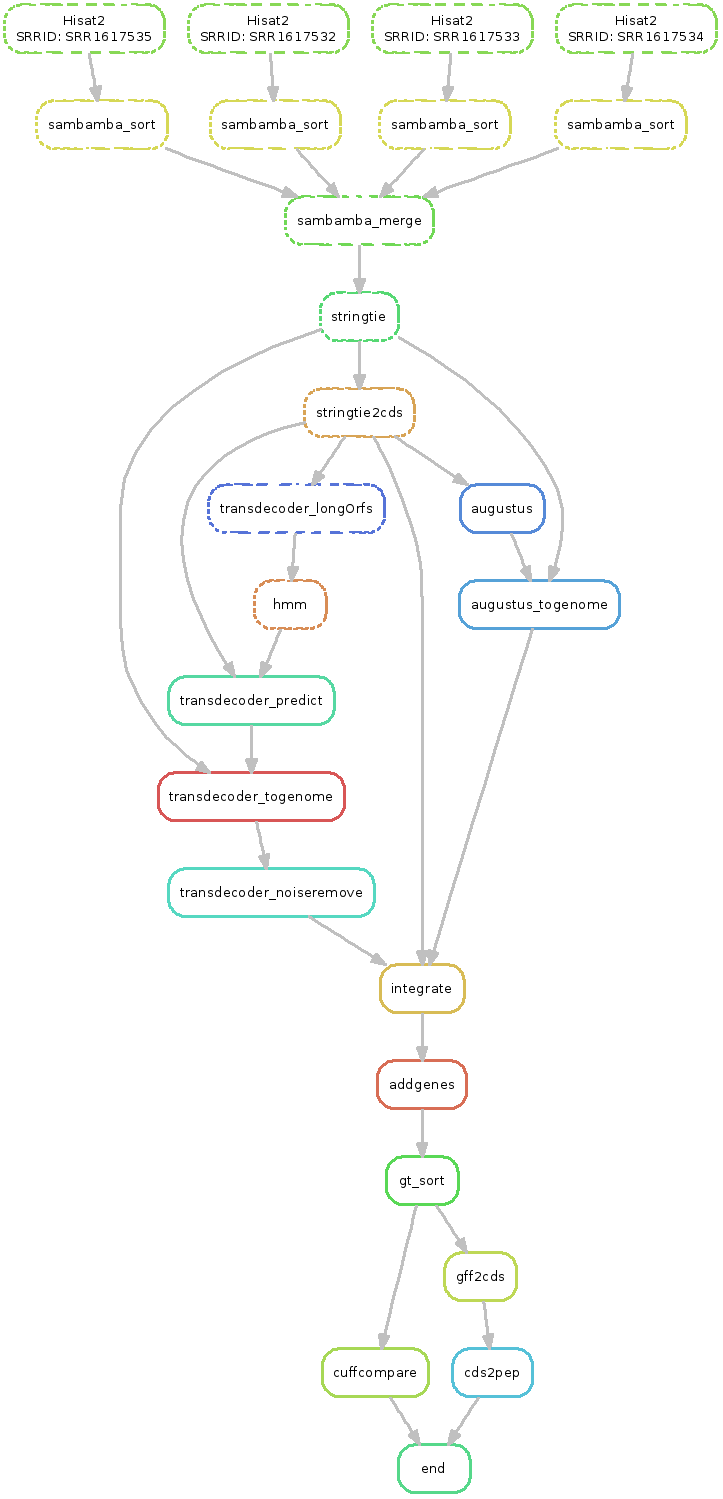 Hisat2
SRRID: SRR1617535
Hisat2
SRRID: SRR1617532
Hisat2
SRRID: SRR1617533
Hisat2
SRRID: SRR1617534
sambamba_sort
sambamba_sort
sambamba_sort
sambamba_sort
sambamba_merge
stringtie
stringtie2cds
transdecoder_longOrfs
augustus
hmm
augustus_togenome
transdecoder_predict
transdecoder_togenome
transdecoder_noiseremove
integrate
addgenes
gt_sort
gff2cds
cuffcompare
cds2pep
end